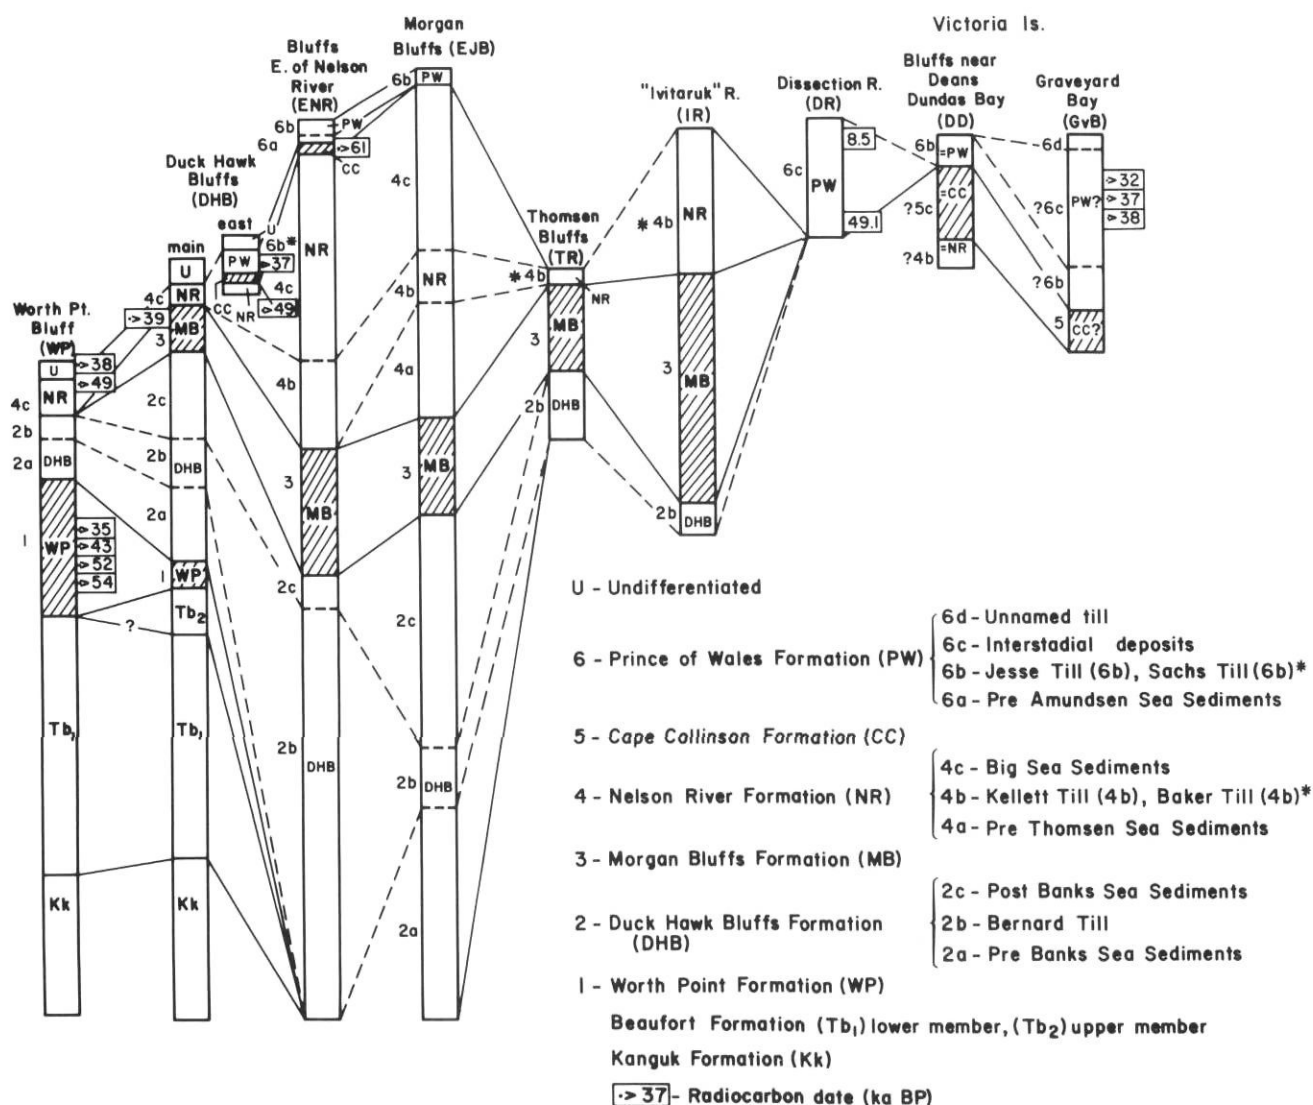 Victoria Is.
Morgan
Bluffs (EJB)
Bluffs
E. of Nelson
River
(ENR)
Duck Hawk
Bluffs
(DHB)
east
main
Worth Pt.
Bluff
(WP)
Thomsen
Bluffs
(TR)
"Ivitaruk" R.
(IR)
Dissection R.
(DR)
Bluffs near
Deans
Dundas Bay
(DD)
Graveyard
Bay
(GvB)
U
NR
4c
2b
2a
DHB
1
WP
Tb1
Kk
>38
>49
>35
>43
>52
>54
?
U
4c
NR
>39
MB
3
2c
2b
DHB
2a
1
WP
Tb2
Tb1
Kk
U
6b*
PW
>37
4c
CC
NR
>49
6b
PW
6a
>61
CC
NR
4b
3
MB
2c
2b
DHB
6b
PW
4c
4b
NR
4a
3
MB
2c
2b
DHB
2a
* 4b
NR
3
MB
2b
DHB
* 4b
NR
3
MB
2b
DHB
8.5
6c
PW
49.1
6b
=PW
=CC
?5c
=NR
?4b
6d
?6c
PW?
>32
>37
>38
?6b
5
CC?
U - Undifferentiated
6 - Prince of Wales Formation (PW)
6d - Unnamed till
6c - Interstadial deposits
6b - Jesse Till (6b), Sachs Till (6b)*
6a - Pre Amundsen Sea Sediments
5 - Cape Collinson Formation (CC)
4 - Nelson River Formation (NR)
4c - Big Sea Sediments
4b - Kellett Till (4b), Baker Till (4b)*
4a - Pre Thomsen Sea Sediments
3 - Morgan Bluffs Formation (MB)
2 - Duck Hawk Bluffs Formation
(DHB)
2c - Post Banks Sea Sediments
2b - Bernard Till
2a - Pre Banks Sea Sediments
1 - Worth Point Formation (WP)
Beaufort Formation (Tb1) lower member, (Tb2) upper member
Kanguk Formation (Kk)
>37 - Radiocarbon date (ka BP)